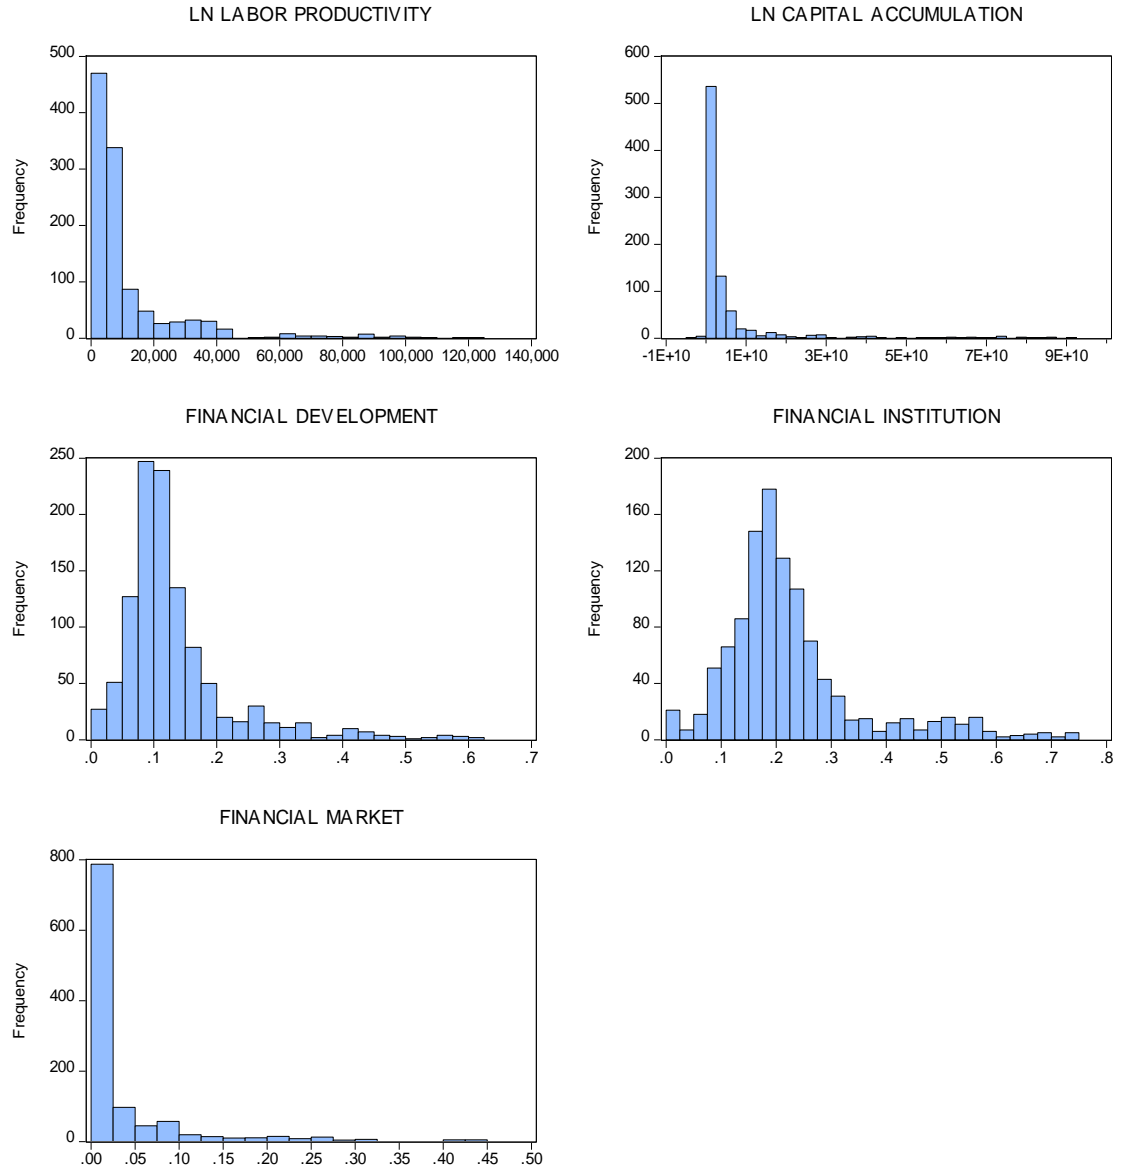 LN LABOR PRODUCTIVITY
Frequency
500
400
300
200
100
0
0 20,000 40,000 60,000 80,000 100,000 120,000 140,000
LN CAPITAL ACCUMULATION
Frequency
600
500
400
300
200
100
0
-1E+10 1E+10 3E+10 5E+10 7E+10 9E+10
FINANCIAL DEVELOPMENT
Frequency
250
200
150
100
50
0
.0 .1 .2 .3 .4 .5 .6 .7
FINANCIAL INSTITUTION
Frequency
200
160
120
80
40
0
.0 .1 .2 .3 .4 .5 .6 .7 .8
FINANCIAL MARKET
Frequency
800
600
400
200
0
.00 .05 .10 .15 .20 .25 .30 .35 .40 .45 .50